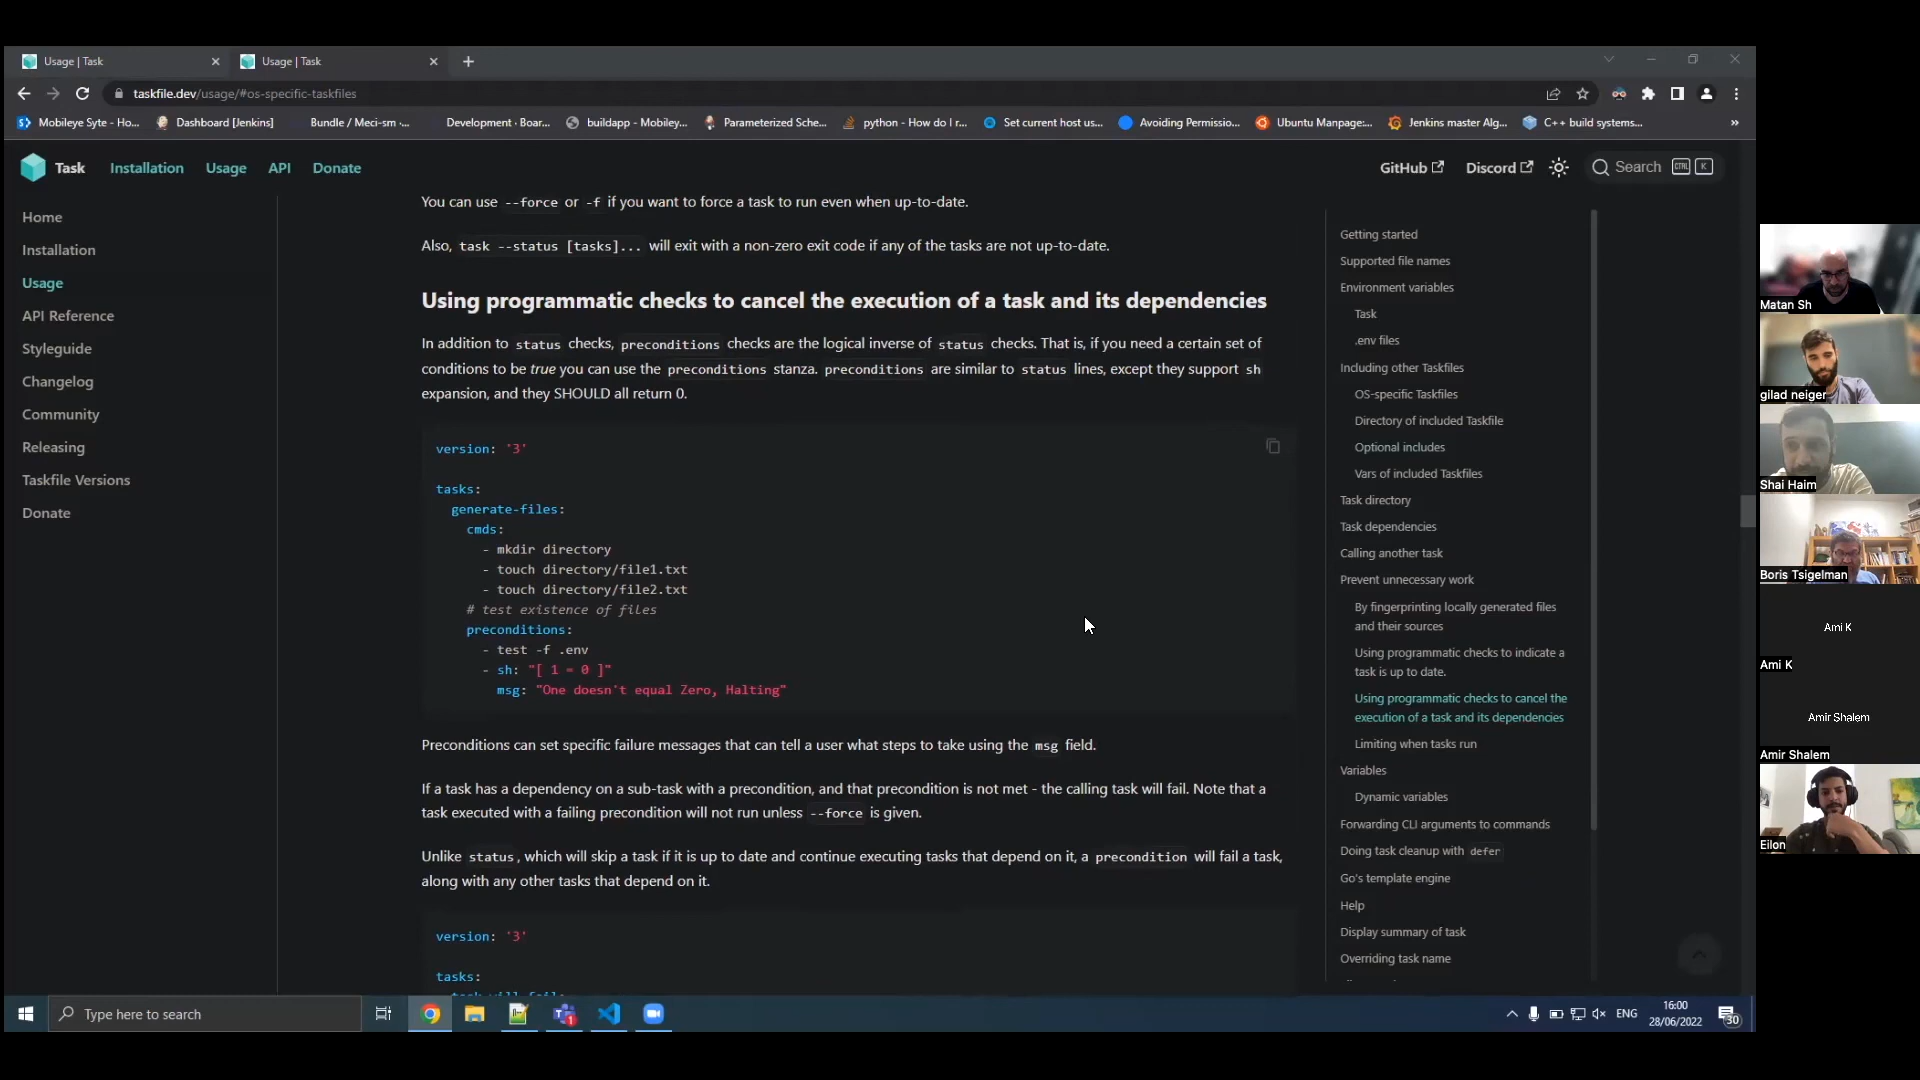 Usage | Task
Usage | Task
taskfile.dev/usage/#os-specific-taskfiles
Mobileye Syte - Ho...
Dashboard [Jenkins]
Bundle / Meci-sm ·...
Development · Boar...
buildapp - Mobiley...
Parameterized Sche...
python - How do I r...
Set current host us...
Avoiding Permissio...
Ubuntu Manpage:...
Jenkins master Alg...
C++ build systems...
»
Task
Installation
Usage
API
Donate
GitHub
Discord
Search
CTRL
K
Home
Installation
Usage
API Reference
Styleguide
Changelog
Community
Releasing
Taskfile Versions
Donate
You can use --force or -f if you want to force a task to run even when up-to-date.
Also, task --status [tasks]... will exit with a non-zero exit code if any of the tasks are not up-to-date.
Using programmatic checks to cancel the execution of a task and its dependencies
In addition to status checks, preconditions checks are the logical inverse of status checks. That is, if you need a certain set of
conditions to be true you can use the preconditions stanza. preconditions are similar to status lines, except they support sh
expansion, and they SHOULD all return 0.
version: '3'
tasks:
generate-files:
cmds:
- mkdir directory
- touch directory/file1.txt
- touch directory/file2.txt
# test existence of files
preconditions:
- test -f .env
- sh: "[ 1 = 0 ]"
msg: "One doesn't equal Zero, Halting"
Preconditions can set specific failure messages that can tell a user what steps to take using the msg field.
If a task has a dependency on a sub-task with a precondition, and that precondition is not met - the calling task will fail. Note that a
task executed with a failing precondition will not run unless --force is given.
Unlike status, which will skip a task if it is up to date and continue executing tasks that depend on it, a precondition will fail a task,
along with any other tasks that depend on it.
version: '3'
tasks:
Getting started
Supported file names
Environment variables
Task
.env files
Including other Taskfiles
OS-specific Taskfiles
Directory of included Taskfile
Optional includes
Vars of included Taskfiles
Task directory
Task dependencies
Calling another task
Prevent unnecessary work
By fingerprinting locally generated files
and their sources
Using programmatic checks to indicate a
task is up to date.
Using programmatic checks to cancel the
execution of a task and its dependencies
Limiting when tasks run
Variables
Dynamic variables
Forwarding CLI arguments to commands
Doing task cleanup with defer
Go's template engine
Help
Display summary of task
Overriding task name
Matan Sh
gilad neiger
Shai Haim
Boris Tsigelman
Ami K
Ami K
Amir Shalem
Amir Shalem
Eilon
Type here to search
1
ENG
16:00
28/06/2022
30